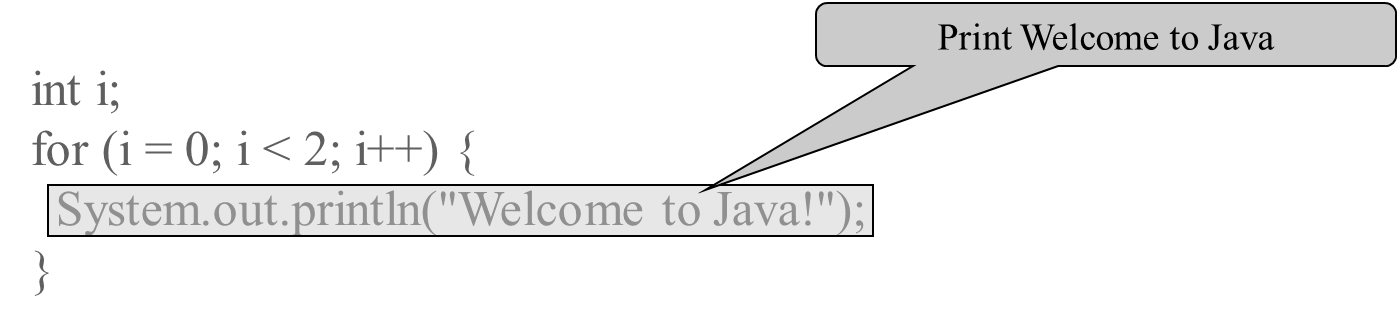 Print Welcome to Java
int i;
for (i = 0; i < 2; i++) {
System.out.println("Welcome to Java!");
}